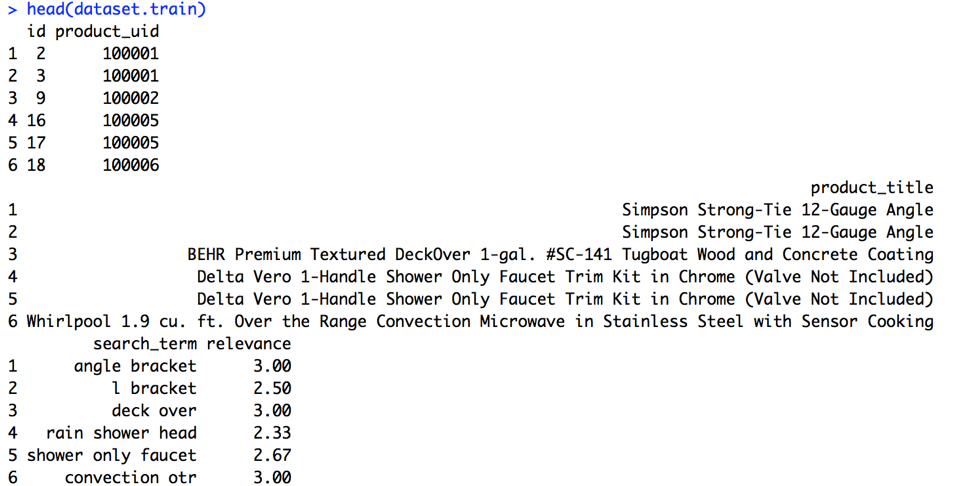 > head(dataset.train)
id product_uid
1 2 100001
2 3 100001
3 9 100002
4 16 100005
5 17 100005
6 18 100006
product_title
1 Simpson Strong-Tie 12-Gauge Angle
2 Simpson Strong-Tie 12-Gauge Angle
3 BEHR Premium Textured DeckOver 1-gal. #SC-141 Tugboat Wood and Concrete Coating
4 Delta Vero 1-Handle Shower Only Faucet Trim Kit in Chrome (Valve Not Included)
5 Delta Vero 1-Handle Shower Only Faucet Trim Kit in Chrome (Valve Not Included)
6 Whirlpool 1.9 cu. ft. Over the Range Convection Microwave in Stainless Steel with Sensor Cooking
search_term relevance
1 angle bracket 3.00
2 l bracket 2.50
3 deck over 3.00
4 rain shower head 2.33
5 shower only faucet 2.67
6 convection otr 3.00